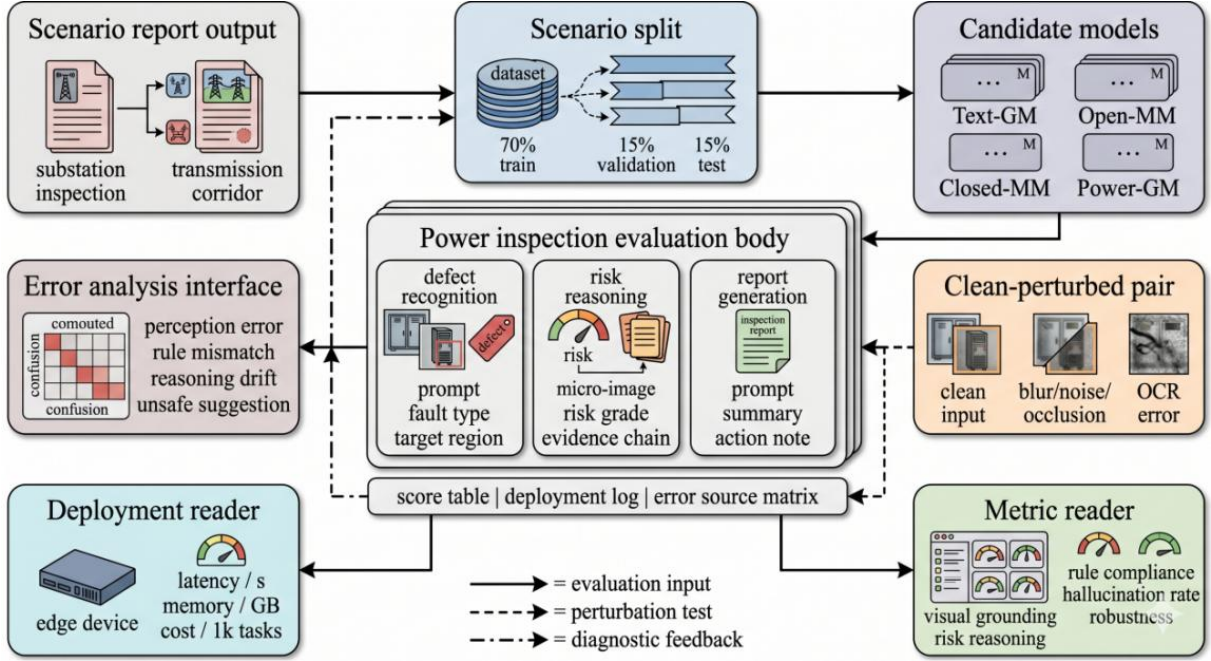 Scenario report output
substation
inspection
transmission
corridor
Scenario split
dataset
70%
train
15%
validation
15%
test
Candidate models
... M
Text-GM
... M
Open-MM
... M
Closed-MM
... M
Power-GM
Power inspection evaluation body
defect
recognition
defect
prompt
fault type
target region
risk
reasoning
risk
micro-image
risk grade
evidence chain
report
generation
inspection
report
prompt
summary
action note
Error analysis interface
comouted
confusion
confusion
perception error
rule mismatch
reasoning drift
unsafe suggestion
Clean-perturbed pair
clean
input
blur/noise/
occlusion
OCR
error
score table | deployment log | error source matrix
Deployment reader
edge device
latency / s
memory / GB
cost / 1k tasks
= evaluation input
= perturbation test
= diagnostic feedback
Metric reader
visual grounding
risk reasoning
rule compliance
hallucination rate
robustness